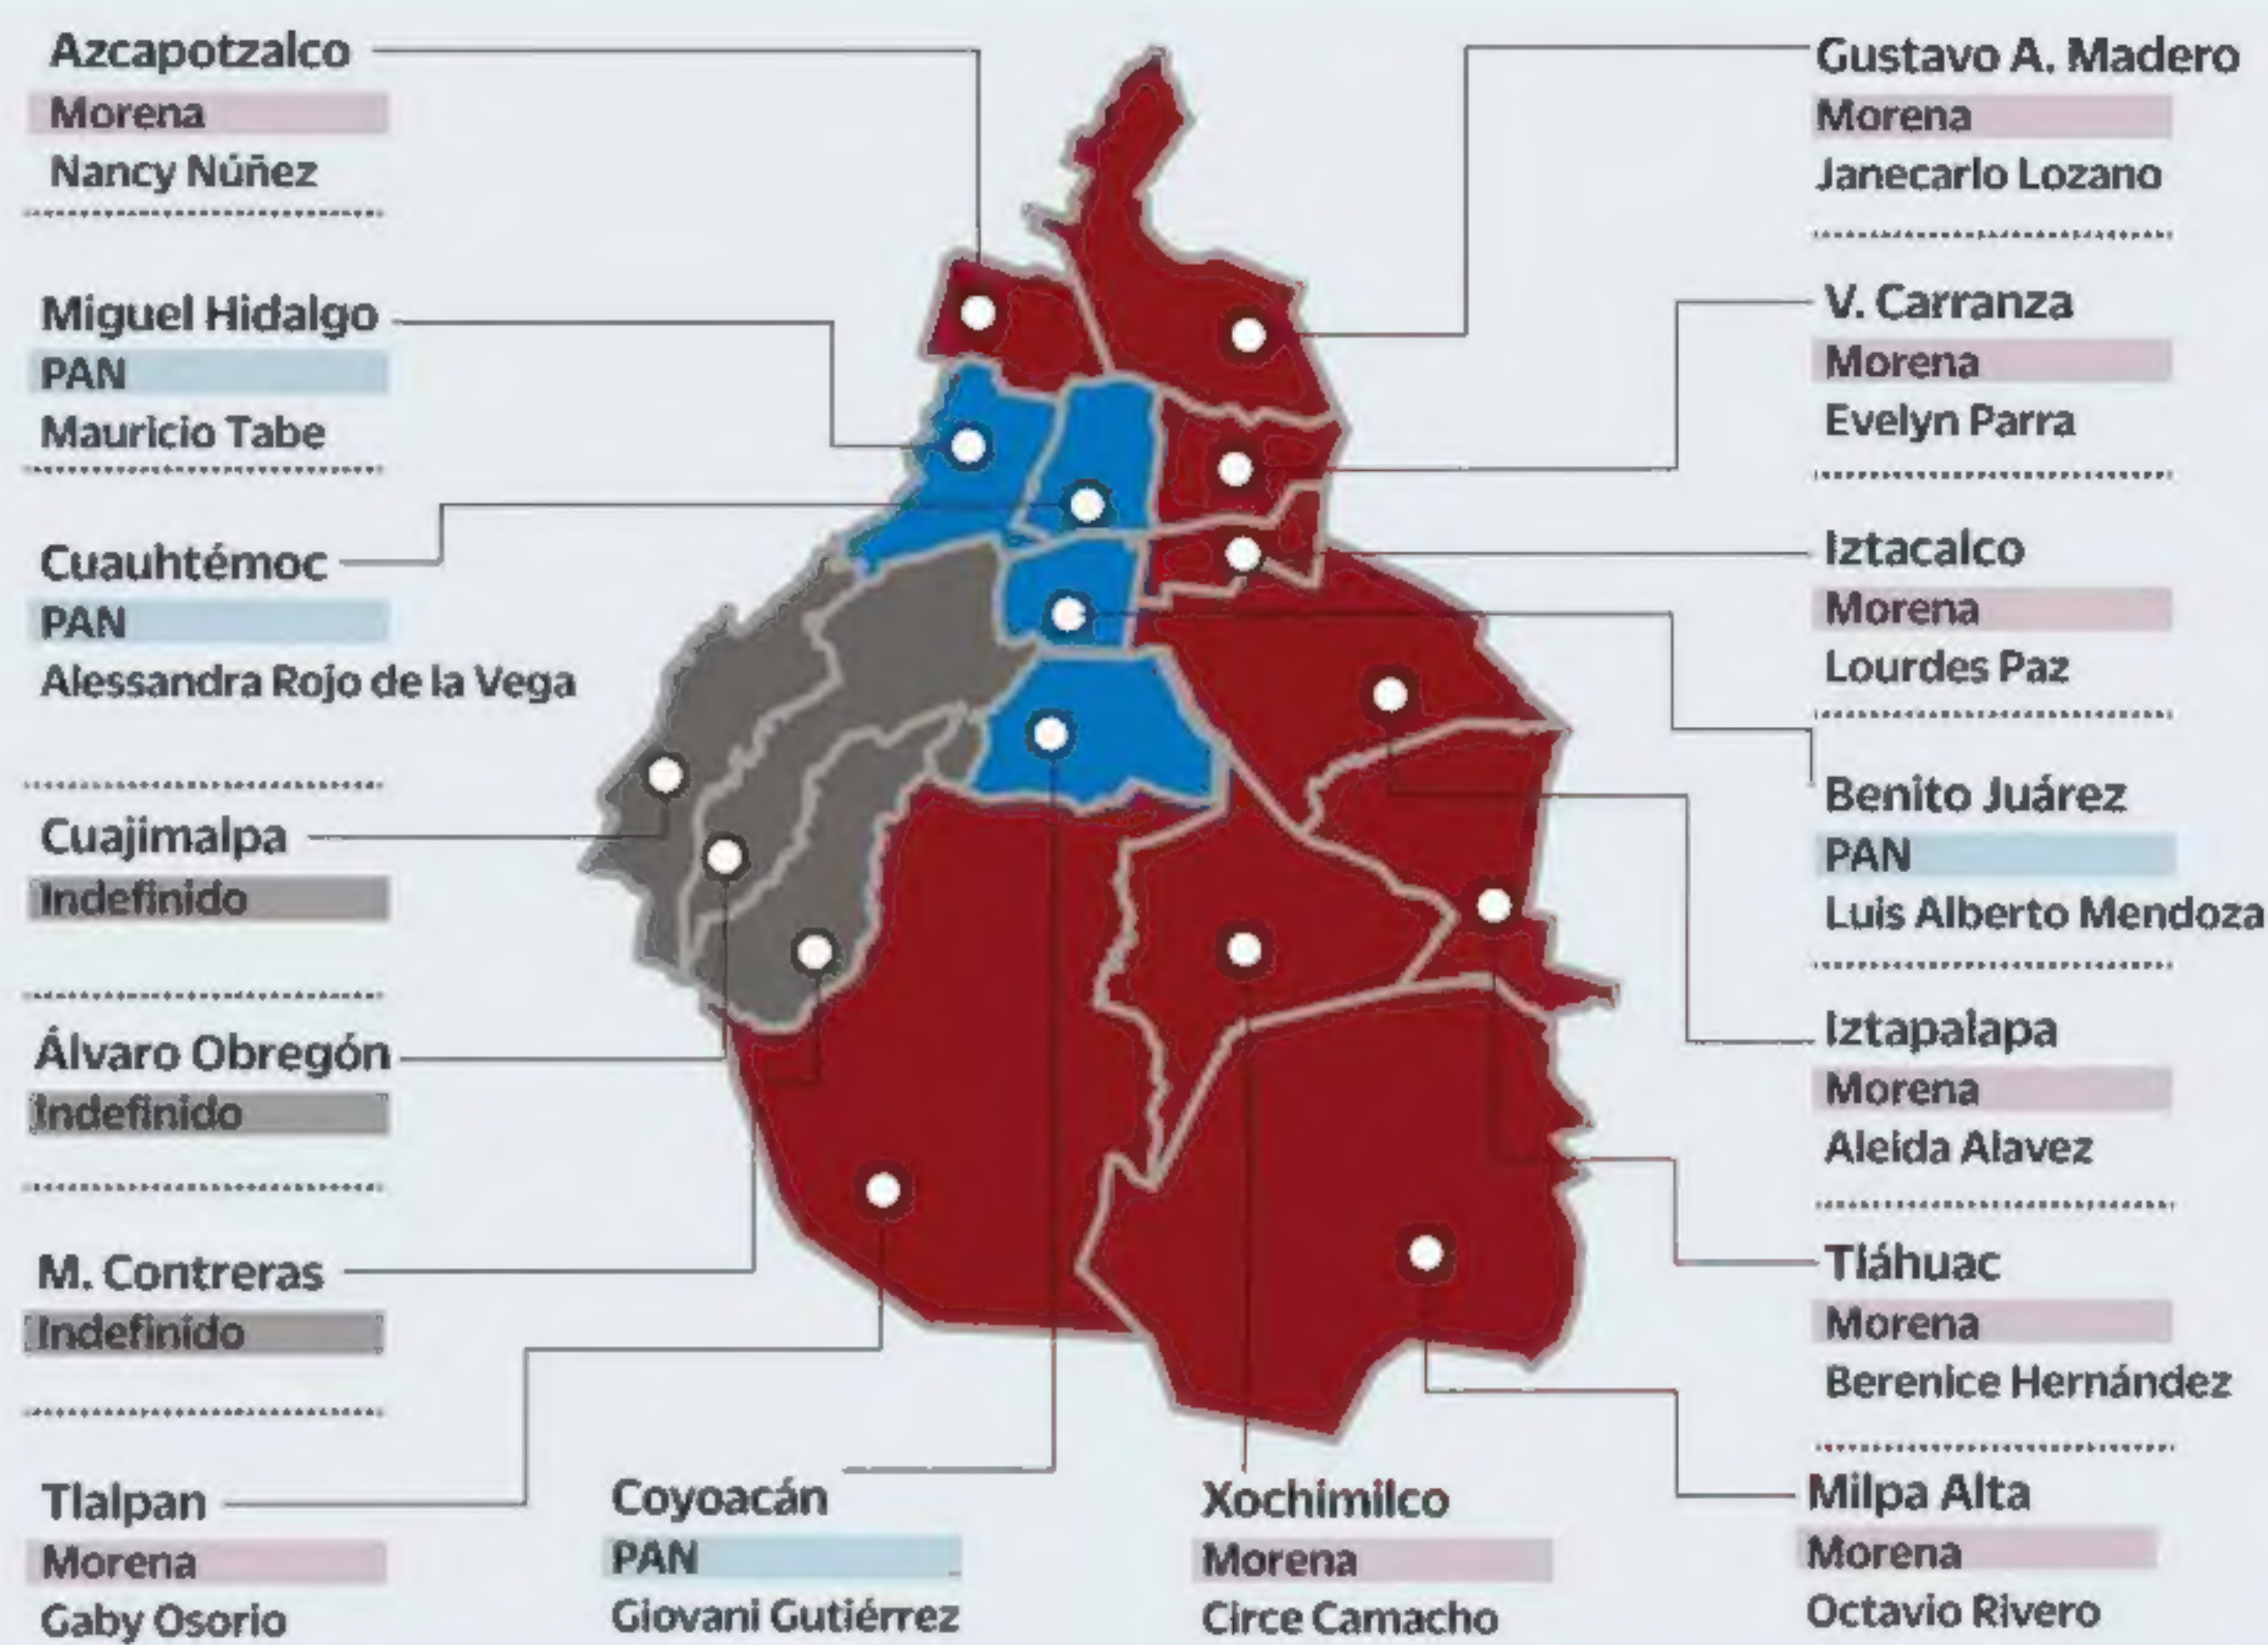 Azcapotzalco
Morena
Nancy Núñez
Miguel Hidalgo
PAN
Mauricio Tabe
Cuauhtémoc
PAN
Alessandra Rojo de la Vega
Cuajimalpa
Indefinido
Álvaro Obregón
Indefinido
M. Contreras
Indefinido
Tlalpan
Morena
Gaby Osorio
Coyoacán
PAN
Giovani Gutiérrez
Xochimilco
Morena
Circe Camacho
Gustavo A. Madero
Morena
Janecarlo Lozano
V. Carranza
Morena
Evelyn Parra
Iztacalco
Morena
Lourdes Paz
Benito Juárez
PAN
Luis Alberto Mendoza
Iztapalapa
Morena
Aleida Alavez
Tláhuac
Morena
Berenice Hernández
Milpa Alta
Morena
Octavio Rivero